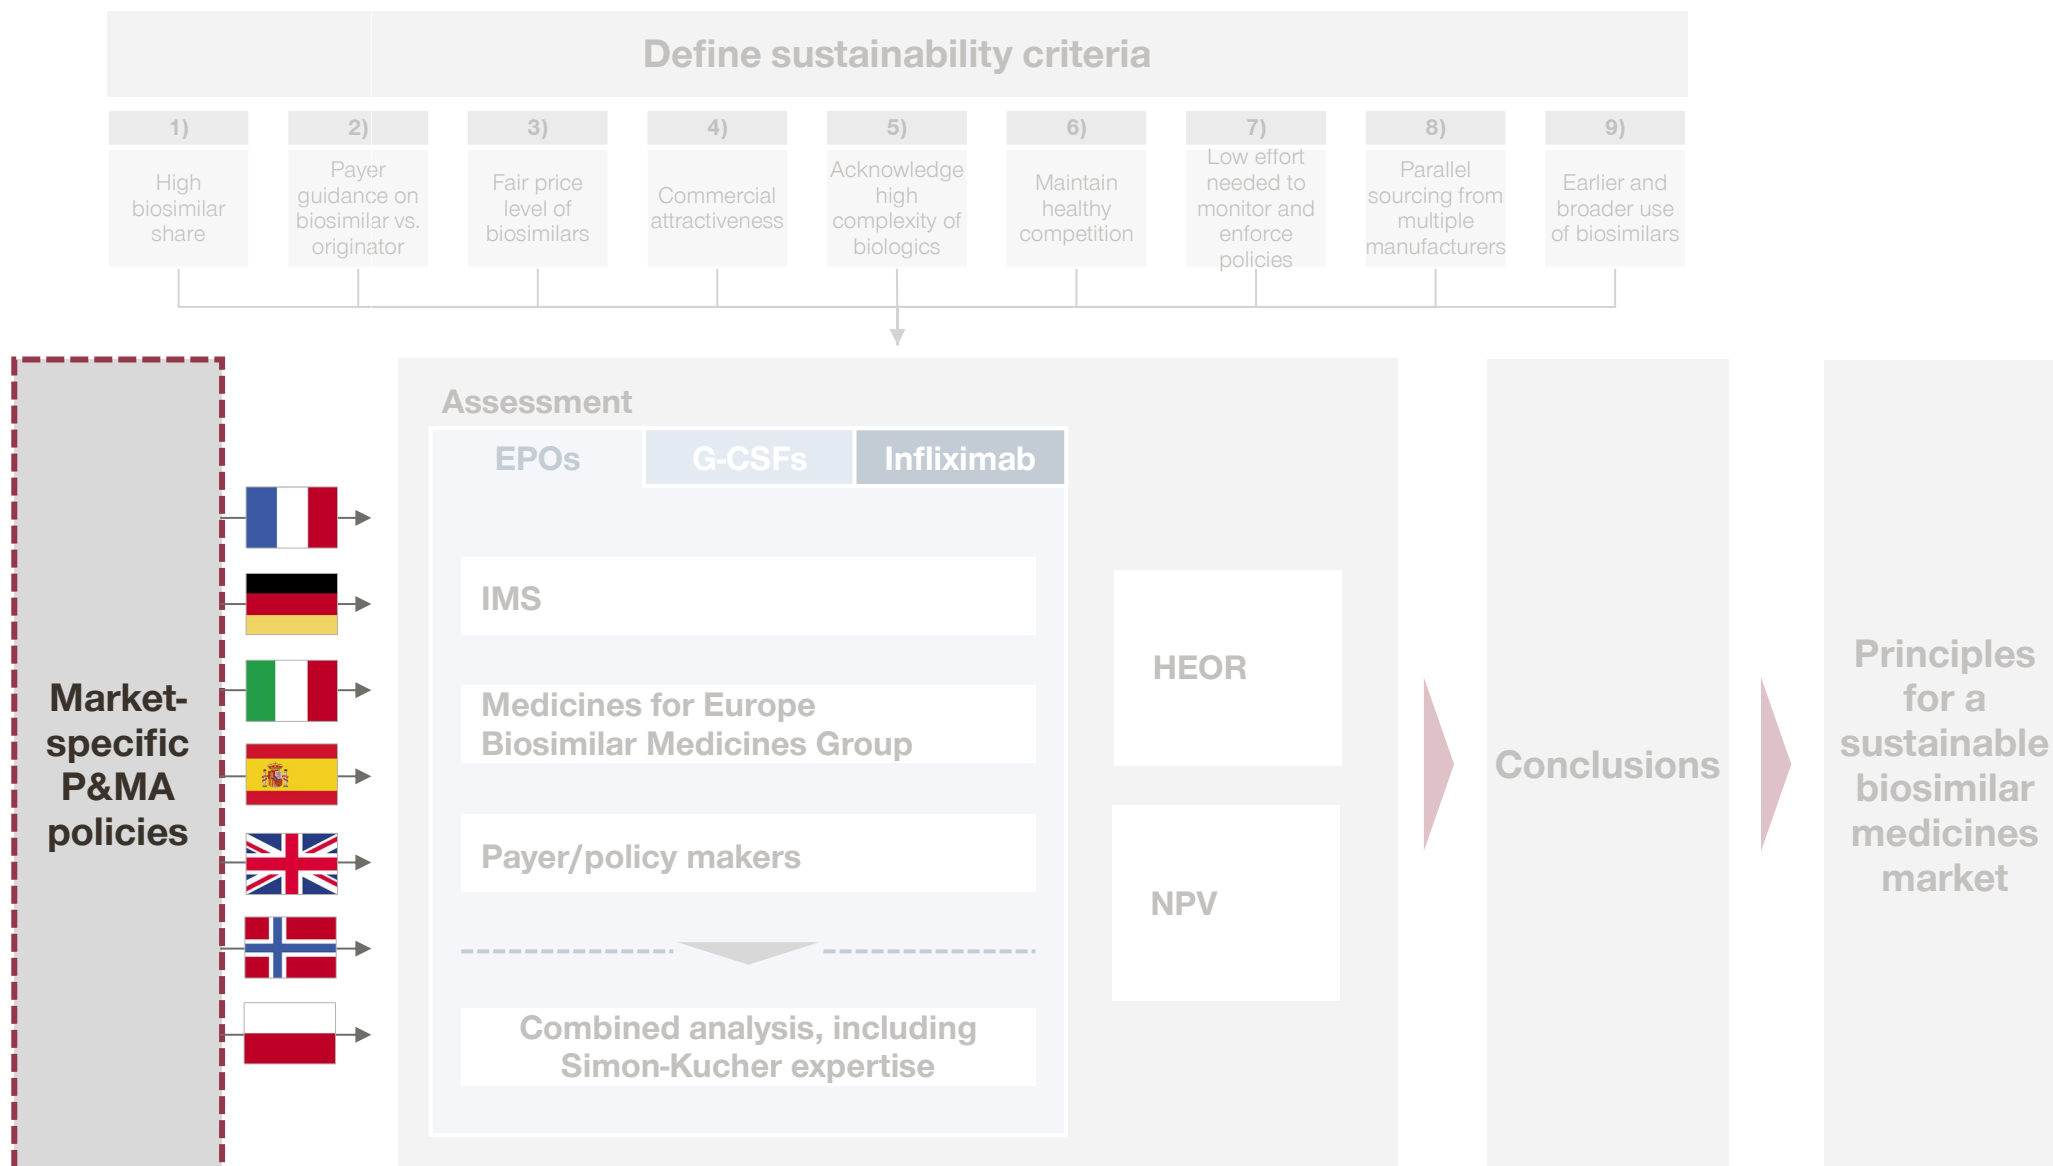 Define sustainability criteria
1)
High
biosimilar
share
2)
Payer
guidance on
biosimilar vs.
originator
3)
Fair price
level of
biosimilars
4)
Commercial
attractiveness
5)
Acknowledge
high
complexity of
biologics
6)
Maintain
healthy
competition
7)
Low effort
needed to
monitor and
enforce
policies
8)
Parallel
sourcing from
multiple
manufacturers
9)
Earlier and
broader use
of biosimilars
Market-
specific
P&MA
policies
Assessment
EPOs
G-CSFs
Infliximab
IMS
Medicines for Europe
Biosimilar Medicines Group
Payer/policy makers
Combined analysis, including
Simon-Kucher expertise
HEOR
NPV
Conclusions
Principles
for a
sustainable
biosimilar
medicines
market